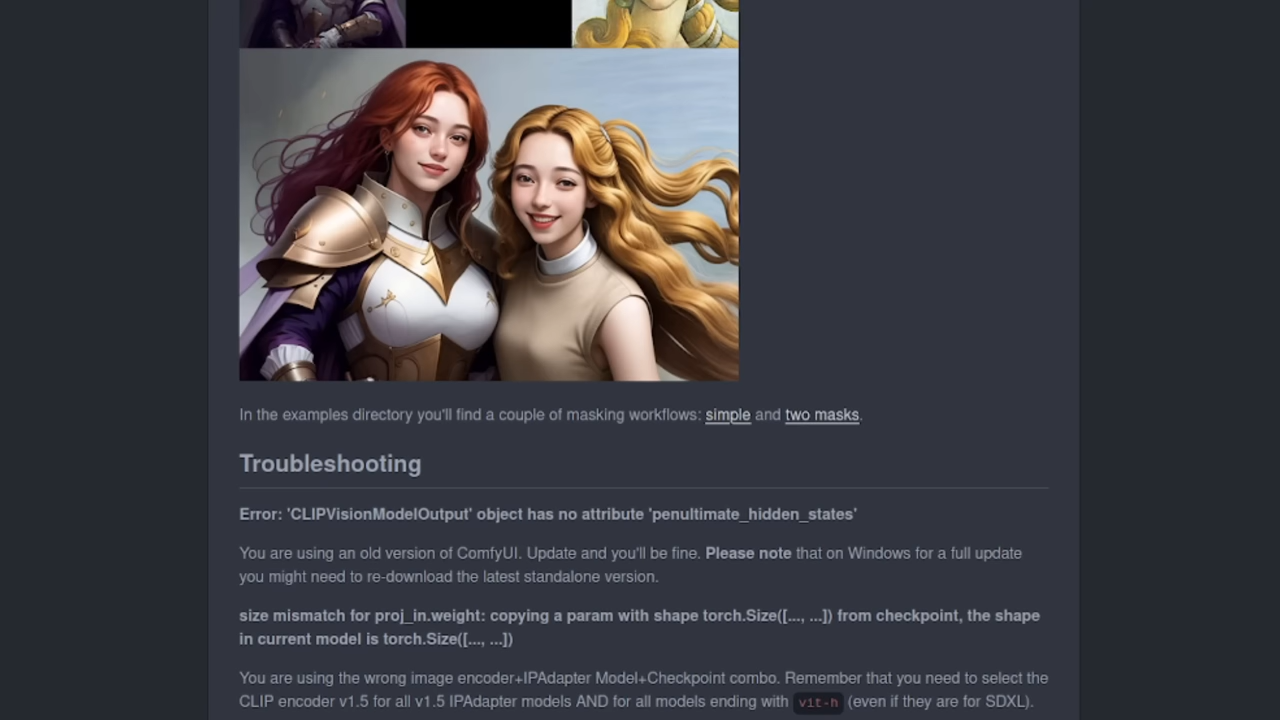 In the examples directory you'll find a couple of masking workflows: simple and two masks.
Troubleshooting
Error: 'CLIPVisionModelOutput' object has no attribute 'penultimate_hidden_states'
You are using an old version of ComfyUI. Update and you'll be fine. Please note that on Windows for a full update
you might need to re-download the latest standalone version.
size mismatch for proj_in.weight: copying a param with shape torch.Size([..., ...]) from checkpoint, the shape
in current model is torch.Size([..., ...])
You are using the wrong image encoder+IPAdapter Model+Checkpoint combo. Remember that you need to select the
CLIP encoder v1.5 for all v1.5 IPAdapter models AND for all models ending with vit-h (even if they are for SDXL).